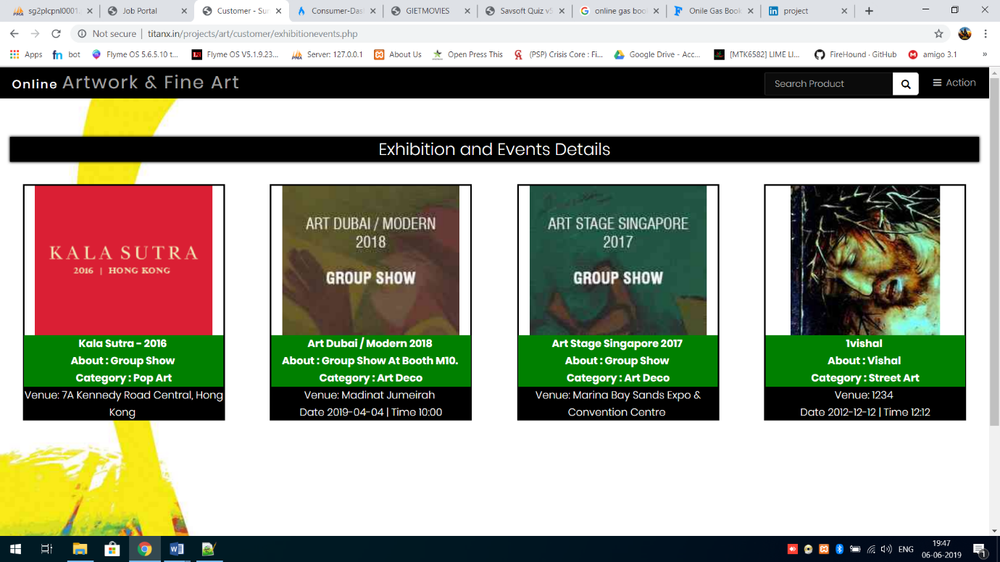 sg2plcpnl0001.
Job Portal
Customer - Sun
Consumer-Das
GIETMOVIES
Savsoft Quiz v5
online gas boo
Onile Gas Book
project
Not secure | titanx.in/projects/art/customer/exhibitionevents.php
Apps
bot
Flyme OS 5.6.5.10 t...
Flyme OS V5.1.9.23...
Server: 127.0.0.1
About Us
Open Press This
(PSP) Crisis Core : Fi...
Google Drive - Acc...
[MTK6582] LIME LI...
FireHound · GitHub
amigo 3.1
»
Online Artwork & Fine Art
Search Product
Action
Exhibition and Events Details
KALA SUTRA
2016 | HONG KONG
Kala Sutra - 2016
About : Group Show
Category : Pop Art
Venue: 7A Kennedy Road Central, Hong
Kong
ART DUBAI / MODERN
2018
GROUP SHOW
Art Dubai / Modern 2018
About : Group Show At Booth M10.
Category : Art Deco
Venue: Madinat Jumeirah
Date 2019-04-04 | Time 10:00
ART STAGE SINGAPORE
2017
GROUP SHOW
Art Stage Singapore 2017
About : Group Show
Category : Art Deco
Venue: Marina Bay Sands Expo &
Convention Centre
1vishal
About : Vishal
Category : Street Art
Venue: 1234
Date 2012-12-12 | Time 12:12
ENG
19:47
06-06-2019
1